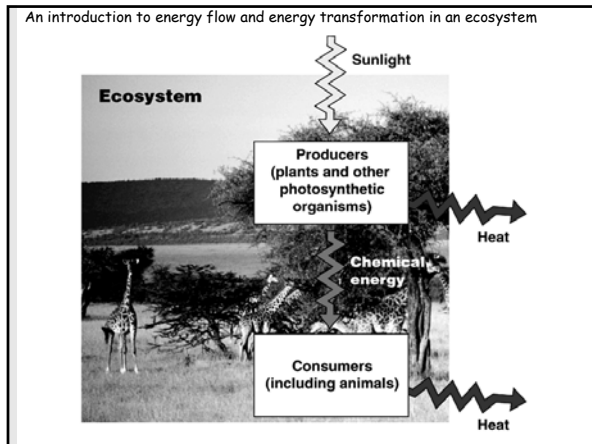 An introduction to energy flow and energy transformation in an ecosystem
Sunlight
Ecosystem
Producers
(plants and other
photosynthetic
organisms)
Heat
Chemical
energy
Consumers
(including animals)
Heat